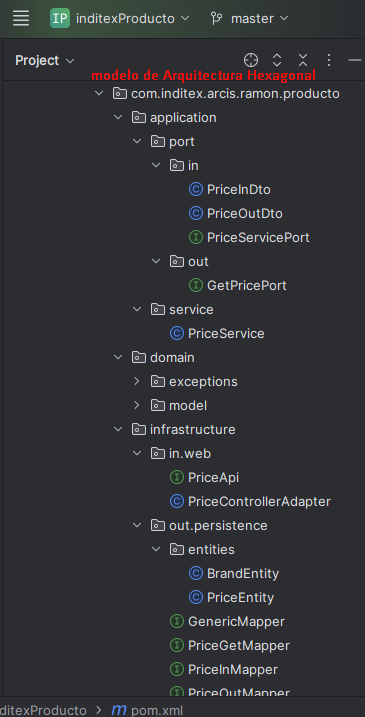 IP inditexProducto master
Project
modelo de Arquitectura Hexagonal
com.inditex.arcis.ramon.producto
application
port
in
C PriceInDto
C PriceOutDto
I PriceServicePort
out
I GetPricePort
service
C PriceService
domain
exceptions
model
infrastructure
in.web
I PriceApi
C PriceControllerAdapter
out.persistence
entities
C BrandEntity
C PriceEntity
I GenericMapper
I PriceGetMapper
I PriceInMapper
I PriceOutMapper
ditexProducto > m pom.xml